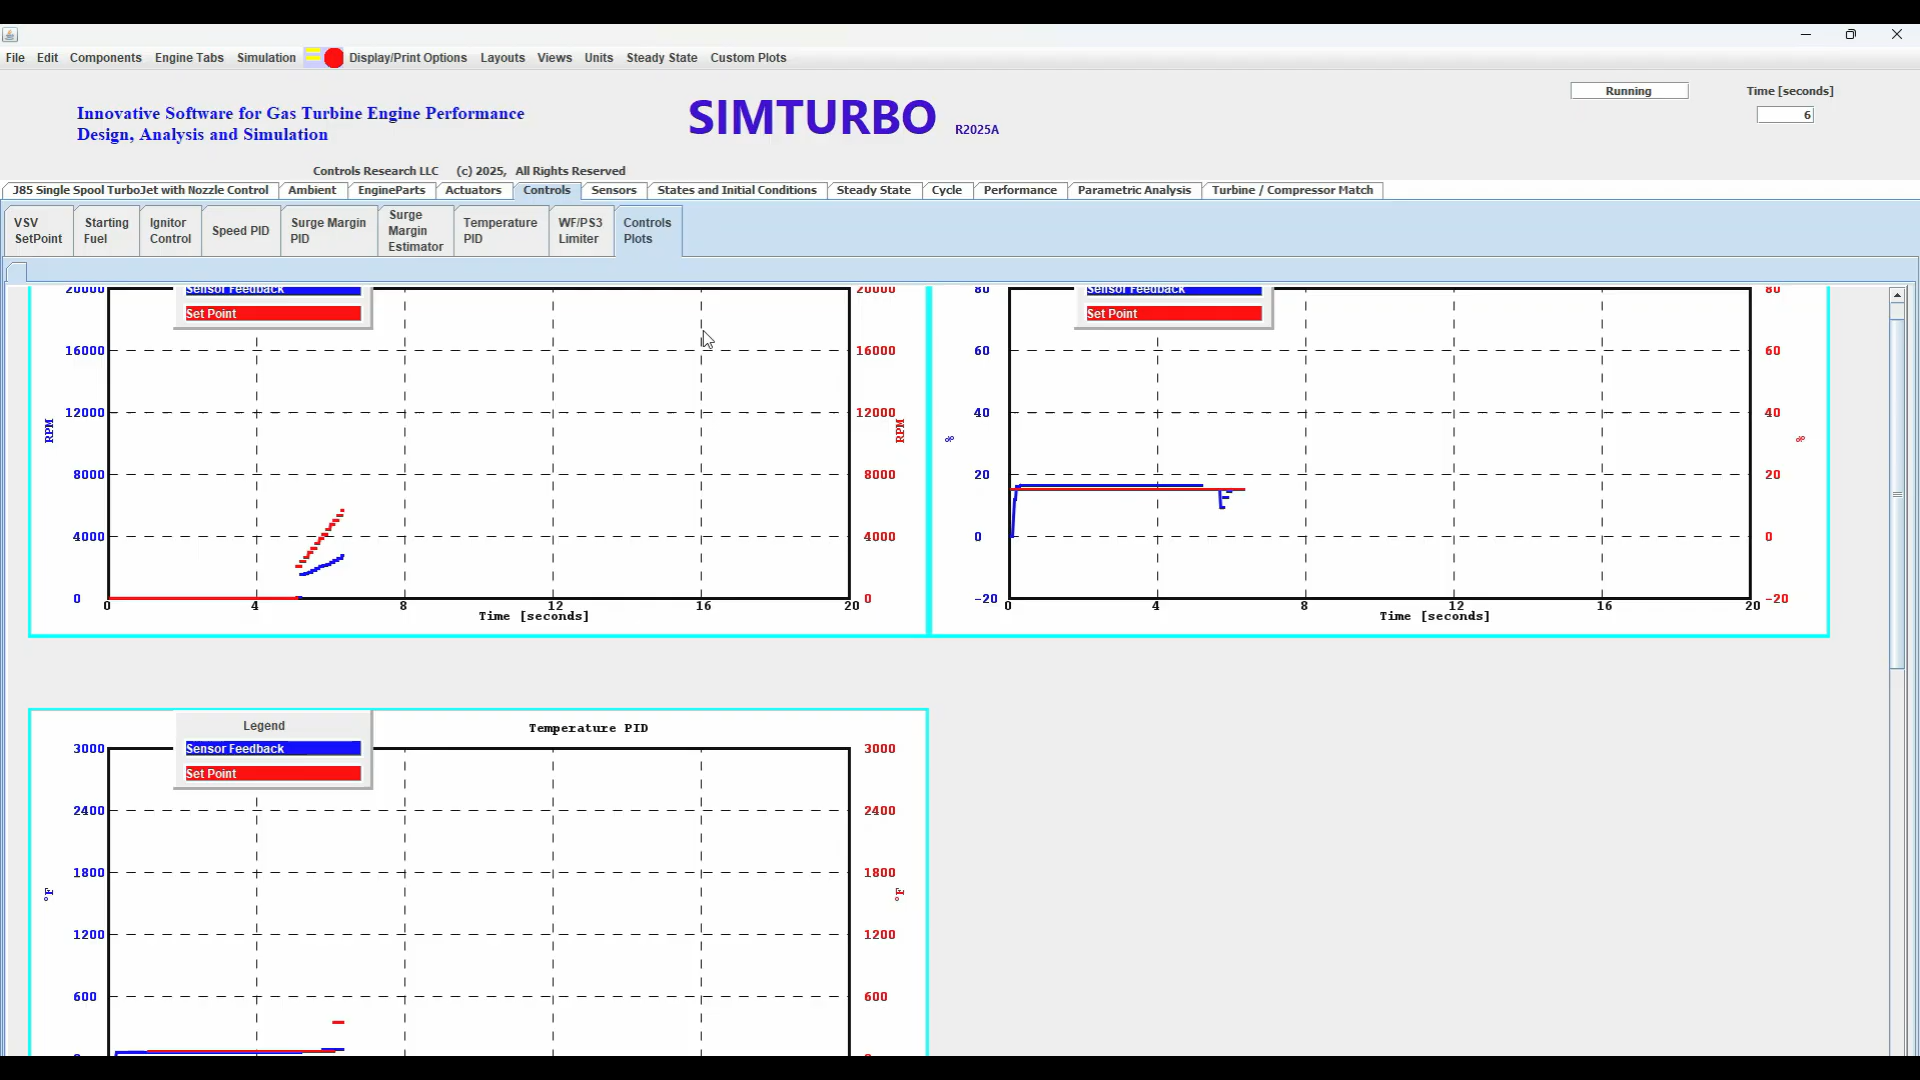 File Edit Components Engine Tabs Simulation Display/Print Options Layouts Views Units Steady State Custom Plots
Innovative Software for Gas Turbine Engine Performance
Design, Analysis and Simulation
SIMTURBO R2025A
Running
Time [seconds]
6
Controls Research LLC (c) 2025, All Rights Reserved
J85 Single Spool TurboJet with Nozzle Control Ambient EngineParts Actuators Controls Sensors States and Initial Conditions Steady State Cycle Performance Parametric Analysis Turbine / Compressor Match
VSV SetPoint
Starting Fuel
Ignitor Control
Speed PID
Surge Margin PID
Surge Margin Estimator
Temperature PID
WF/PS3 Limiter
Controls Plots
20000 Sensor Feedback 20000
Set Point
16000 16000
12000 12000
RPM RPM
8000 8000
4000 4000
0 0
0 4 8 12 16 20
Time [seconds]
80 Sensor Feedback 80
Set Point
60 60
40 40
% %
20 20
0 0
-20 -20
0 4 8 12 16 20
Time [seconds]
Legend
Temperature PID
3000 Sensor Feedback 3000
Set Point
2400 2400
1800 1800
°F °F
1200 1200
600 600